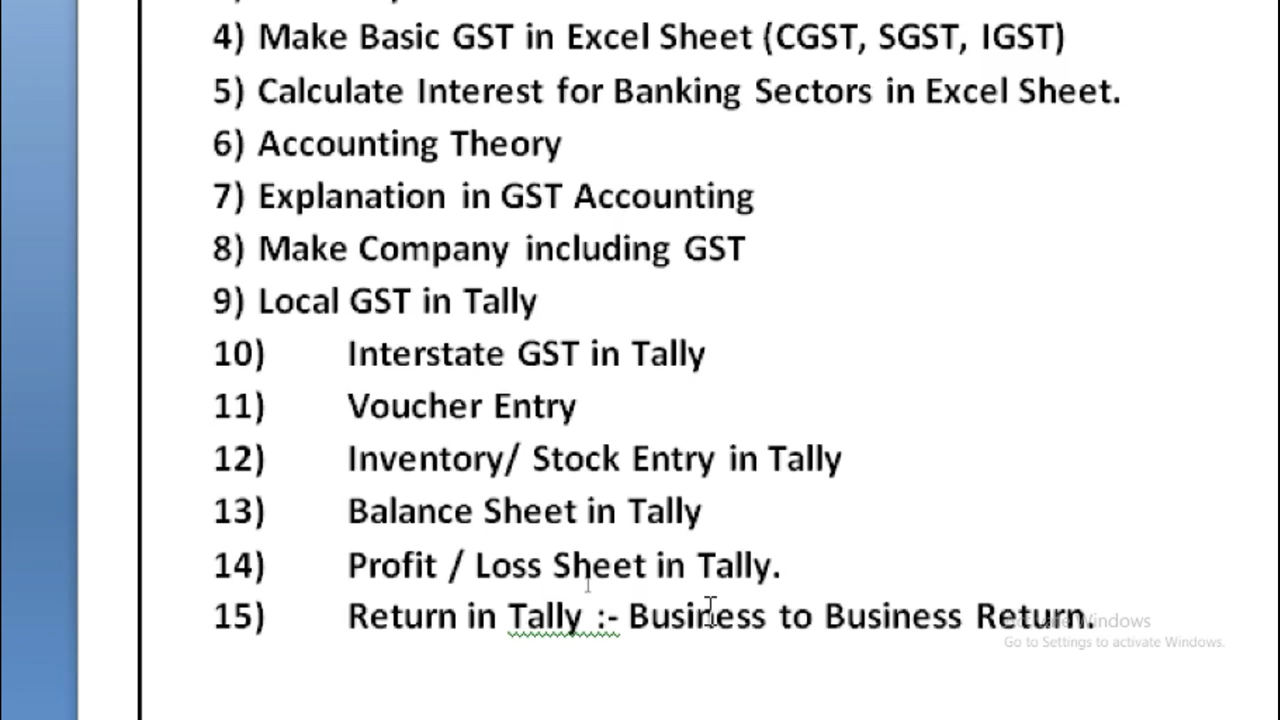 4) Make Basic GST in Excel Sheet (CGST, SGST, IGST)
5) Calculate Interest for Banking Sectors in Excel Sheet.
6) Accounting Theory
7) Explanation in GST Accounting
8) Make Company including GST
9) Local GST in Tally
10) Interstate GST in Tally
11) Voucher Entry
12) Inventory/ Stock Entry in Tally
13) Balance Sheet in Tally
14) Profit / Loss Sheet in Tally.
15) Return in Tally :- Business to Business Return.
Windows
Go to Settings to activate Windows.